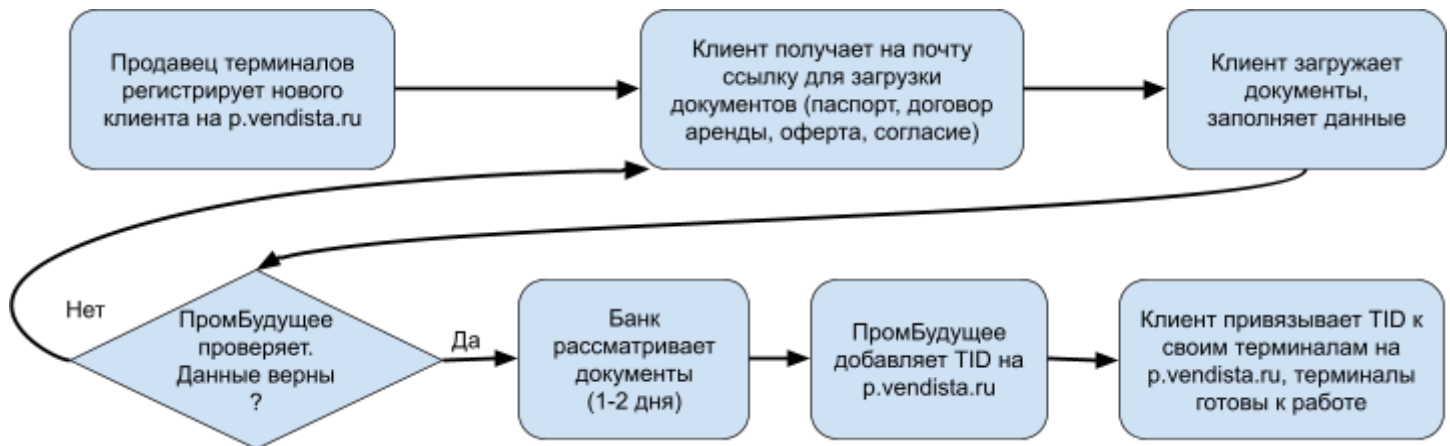 Продавец терминалов
регистрирует нового
клиента на p.vendista.ru
Клиент получает на почту
ссылку для загрузки
документов (паспорт, договор
аренды, оферта, согласие)
Клиент загружает
документы,
заполняет данные
Нет
ПромБудущее
проверяет.
Данные верны
?
Да
Банк
рассматривает
документы
(1-2 дня)
ПромБудущее
добавляет TID на
p.vendista.ru
Клиент привязывает TID к
своим терминалам на
p.vendista.ru, терминалы
готовы к работе